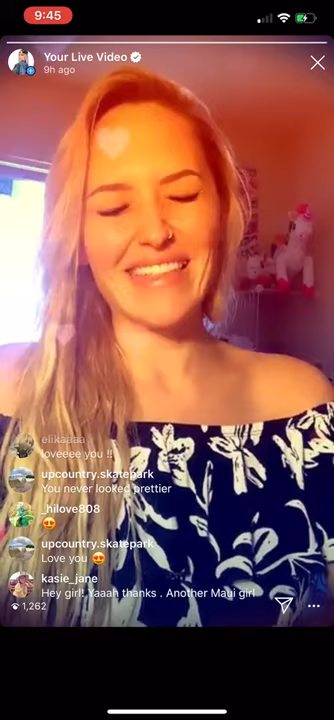 9:45
Your Live Video
9h ago
elikaaaa
loveeee you !!
upcountry.skatepark
You never looked prettier
_hilove808
😍
upcountry.skatepark
Love you 😍
kasie_jane
Hey girl! Yaaah thanks . Another Maui girl
1,262